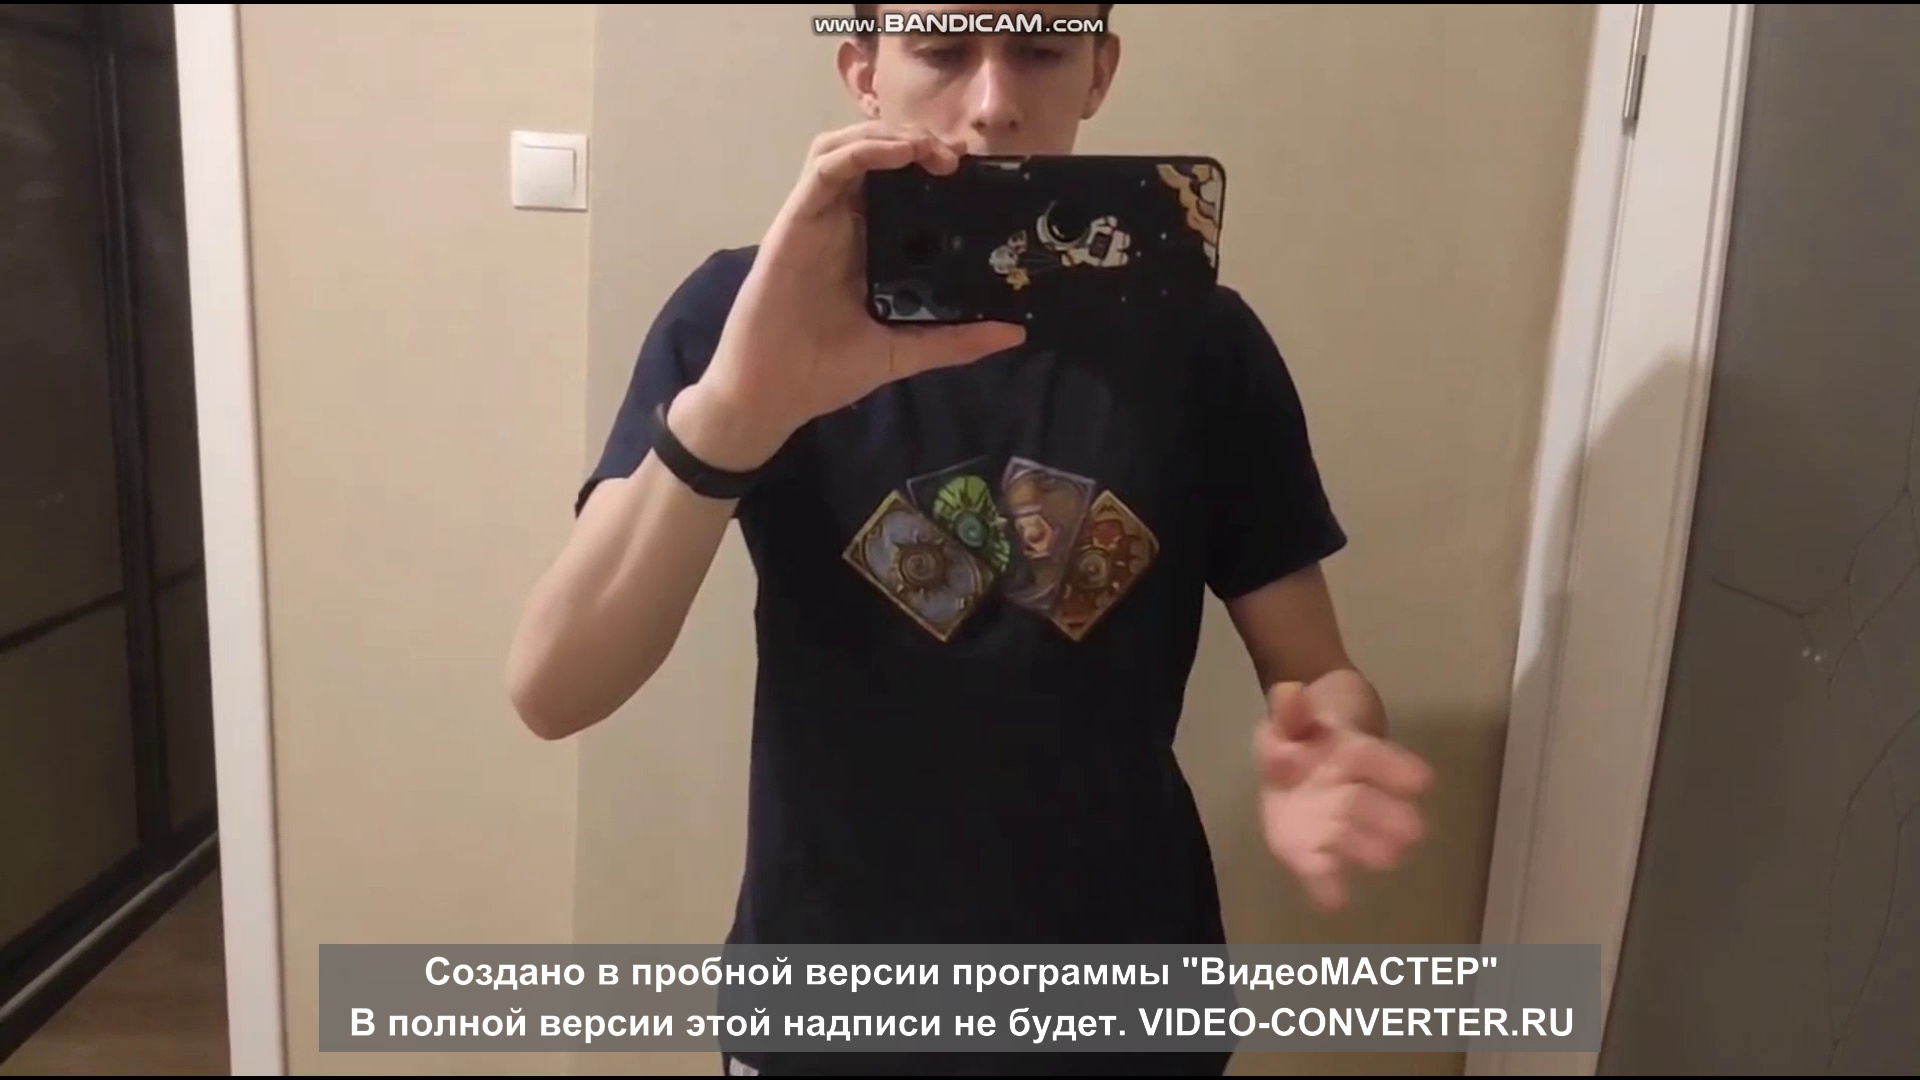 www.BANDICAM.com
Создано в пробной версии программы "ВидеоМАСТЕР"
В полной версии этой надписи не будет. VIDEO-CONVERTER.RU